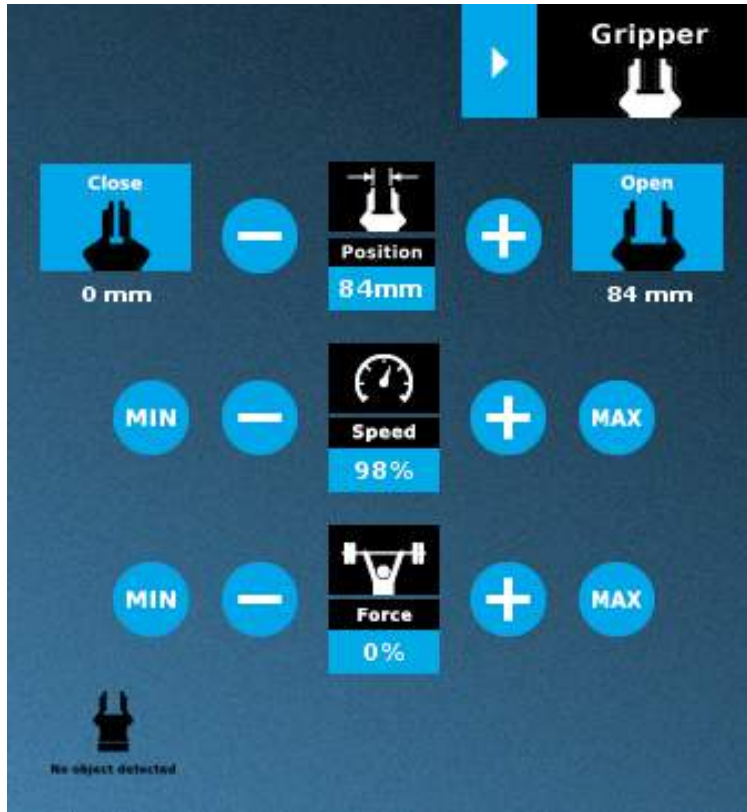 Gripper
Close
Open
Position
84mm
0 mm
84 mm
MIN
MAX
Speed
98%
MIN
MAX
Force
0%
No object detected